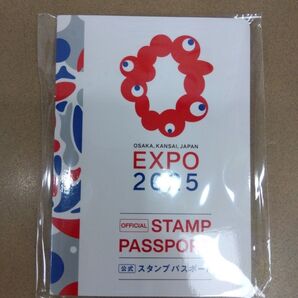 OSAKA, KANSAI, JAPAN
EXPO
2025
OFFICIAL STAMP
PASSPORT
公式 スタンプパスポート